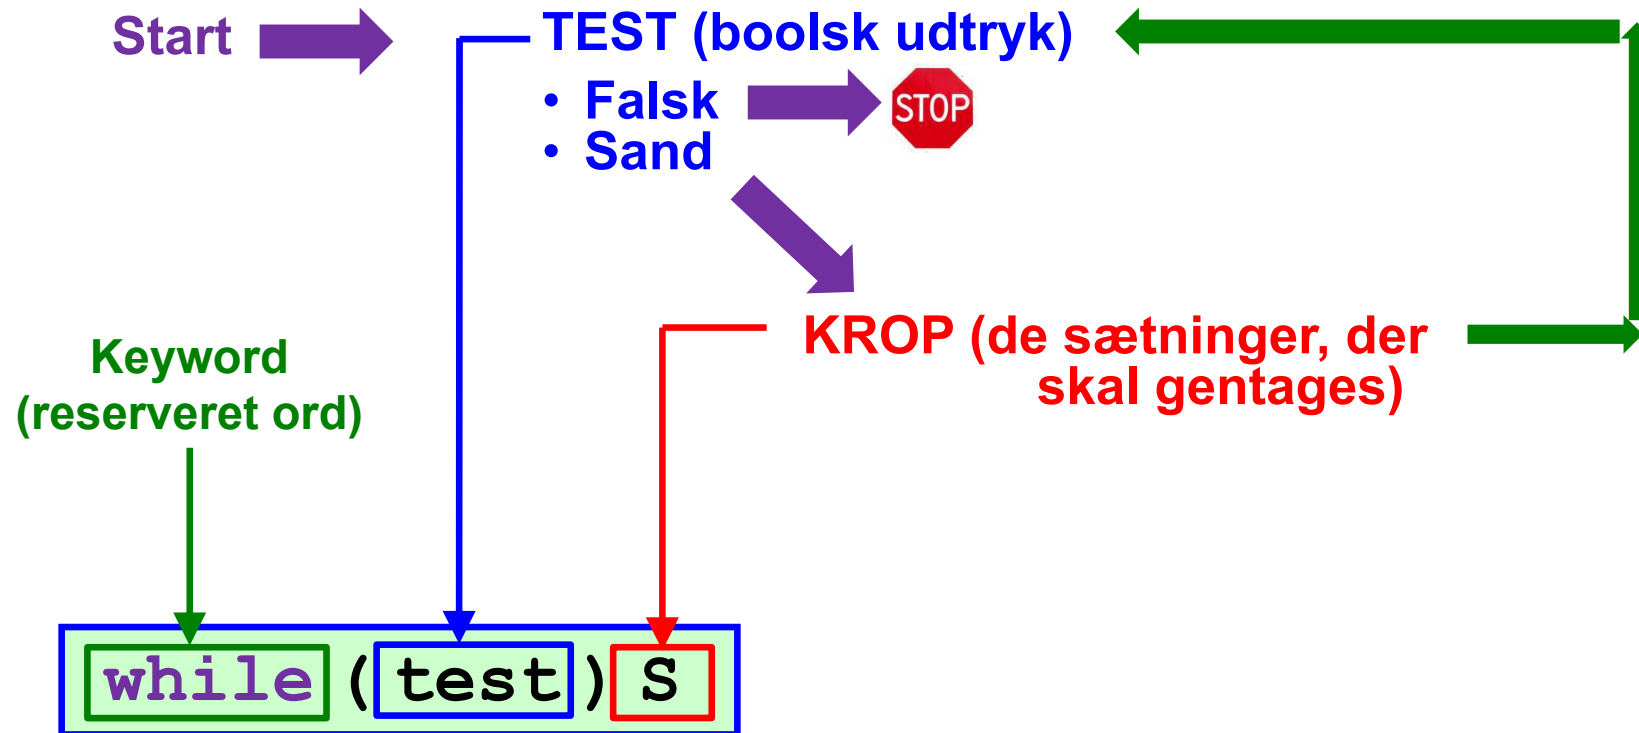 Start
TEST (boolsk udtryk)
• Falsk
STOP
• Sand
KROP (de sætninger, der
skal gentages)
Keyword
(reserveret ord)
while (test) S